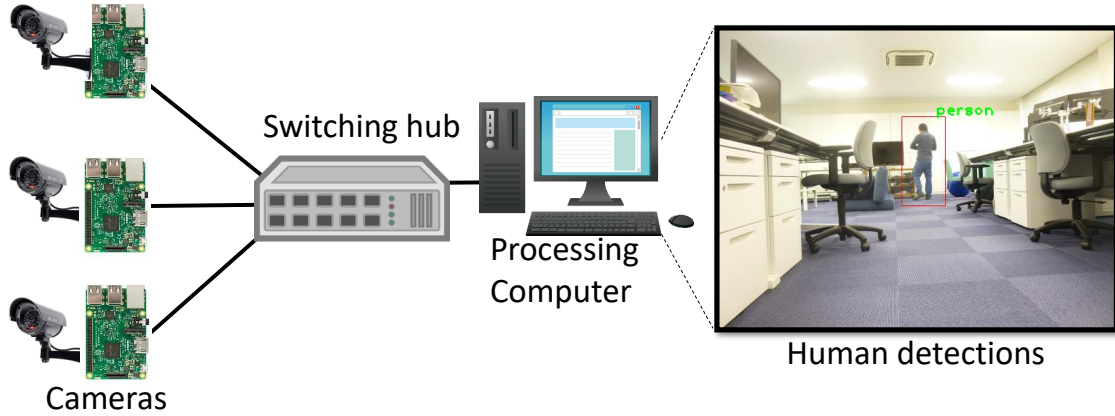 Switching hub
person
Processing
Computer
Human detections
Cameras